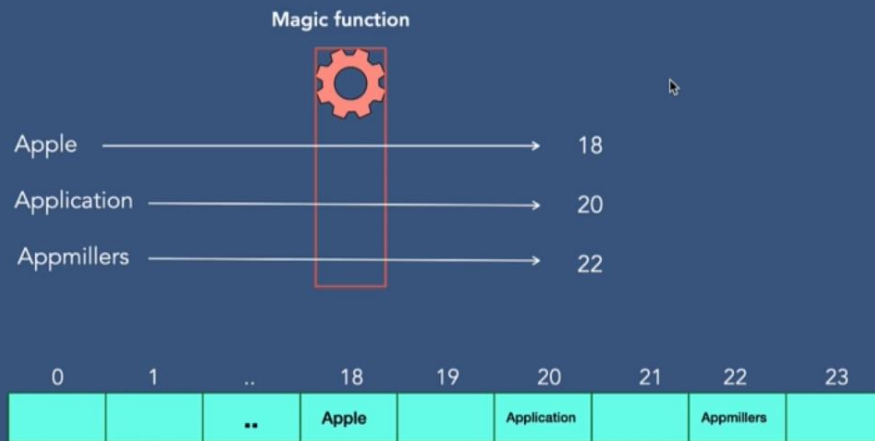 Magic function
Apple 18
Application 20
Appmillers 22
0 1 .. 18 19 20 21 22 23
.. Apple Application Appmillers